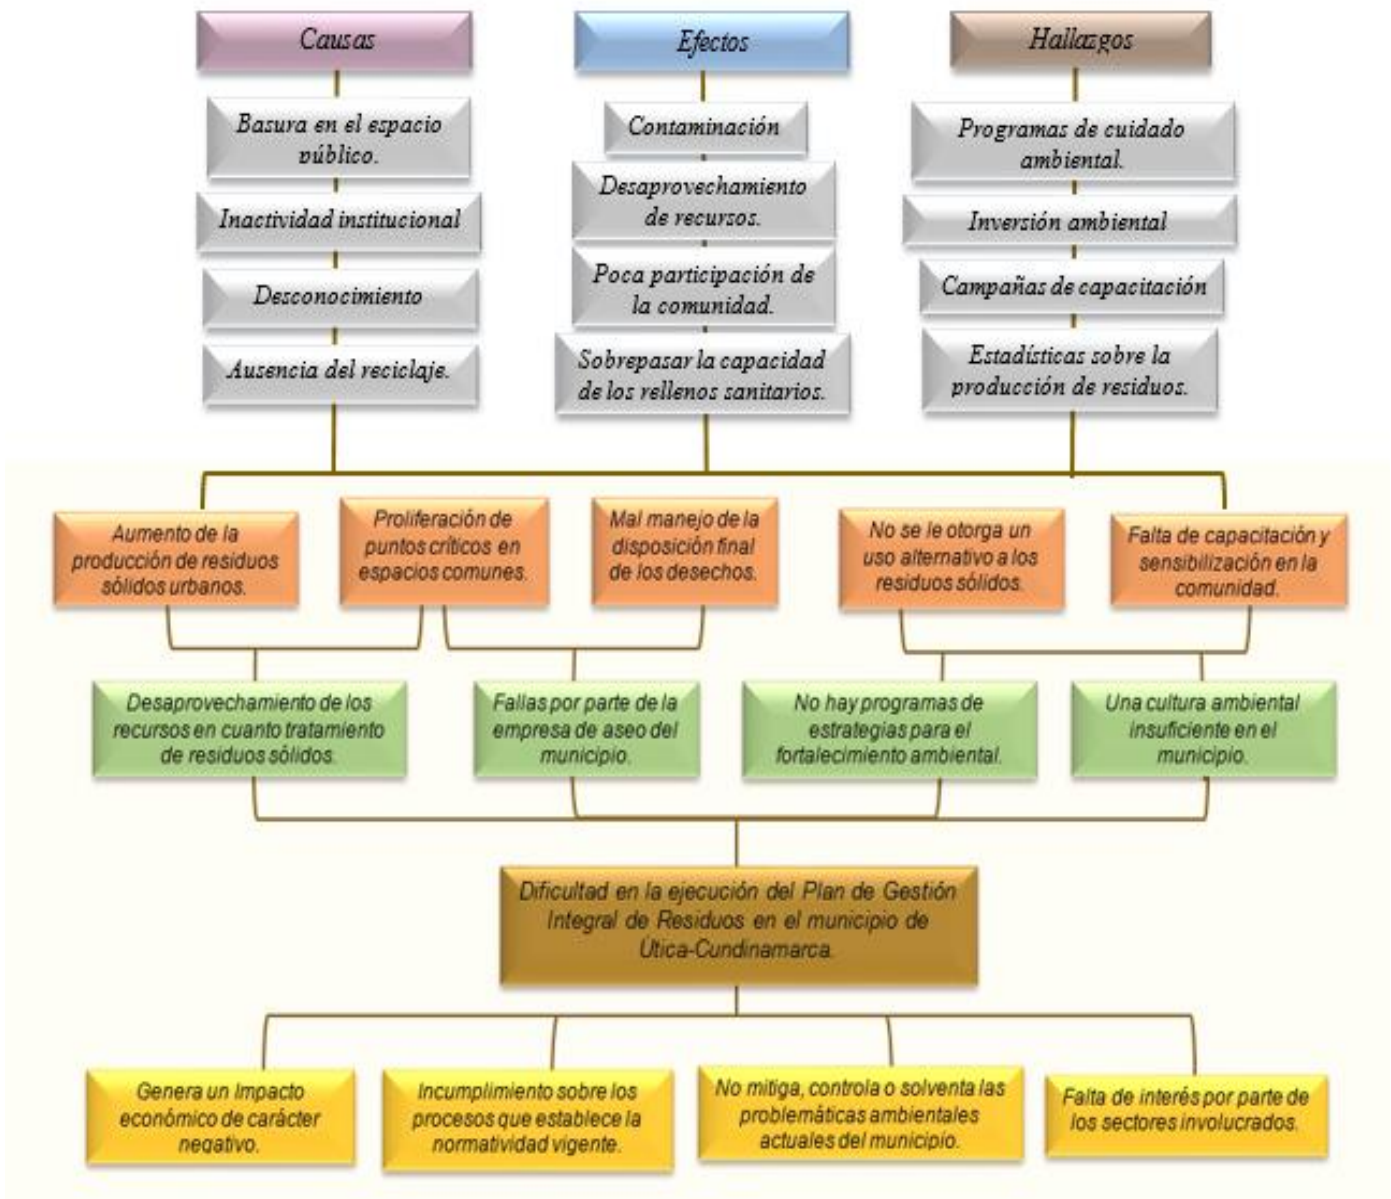 Causas
Efectos
Hallazgos
Basura en el espacio
público.
Inactividad institucional
Desconocimiento
Ausencia del reciclaje.
Contaminación
Desaprovechamiento
de recursos.
Poca participación de
la comunidad.
Sobrepasar la capacidad
de los rellenos sanitarios.
Programas de cuidado
ambiental.
Inversión ambiental
Campañas de capacitación
Estadísticas sobre la
producción de residuos.
Aumento de la
producción de residuos
sólidos urbanos.
Proliferación de
puntos críticos en
espacios comunes.
Mal manejo de la
disposición final
de los desechos.
No se le otorga un
uso alternativo a los
residuos sólidos.
Falta de capacitación y
sensibilización en la
comunidad.
Desaprovechamiento de los
recursos en cuanto tratamiento
de residuos sólidos.
Fallas por parte de la
empresa de aseo del
municipio.
No hay programas de
estrategias para el
fortalecimiento ambiental.
Una cultura ambiental
insuficiente en el
municipio.
Dificultad en la ejecución del Plan de Gestión
Integral de Residuos en el municipio de
Útica-Cundinamarca.
Genera un Impacto
económico de carácter
negativo.
Incumplimiento sobre los
procesos que establece la
normatividad vigente.
No mitiga, controla o solventa las
problemáticas ambientales
actuales del municipio.
Falta de interés por parte de
los sectores involucrados.